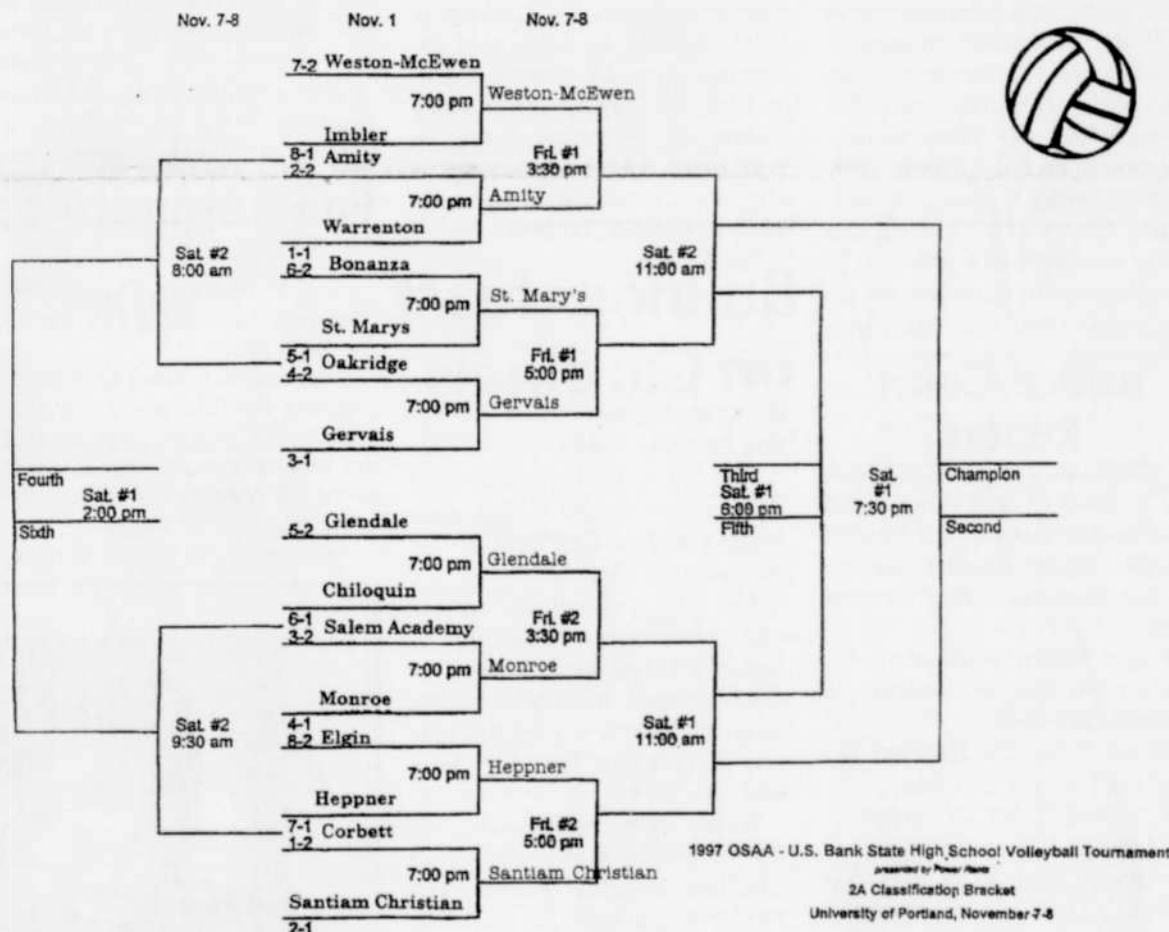 Nov. 7-8
Nov. 1
Nov. 7-8
7-2 Weston-McEwen
7:00 pm
Weston-McEwen
Imbler
8-1 Amity
2-2
Fri. #1
3:30 pm
7:00 pm
Amity
Warrenton
1-1
6-2 Bonanza
Sat. #2
8:00 am
Sat. #2
11:00 am
7:00 pm
St. Mary's
St. Marys
5-1 Oakridge
4-2
Fri. #1
5:00 pm
7:00 pm
Gervais
Gervais
3-1
Fourth
Sat. #1
2:00 pm
Sixth
Third
Sat. #1
6:00 pm
Fifth
Sat.
#1
7:30 pm
Champion
Second
Glendale
5-2
7:00 pm
Glendale
Chiloquin
6-1 Salem Academy
3-2
Fri. #2
3:30 pm
7:00 pm
Monroe
Monroe
4-1
8-2 Elgin
Sat. #2
9:30 am
Sat. #1
11:00 am
7:00 pm
Heppner
Heppner
7-1 Corbett
1-2
Fri. #2
5:00 pm
7:00 pm
Santiam Christian
Santiam Christian
2-1
1997 OSAA - U.S. Bank State High School Volleyball Tournament
presented by Power
2A Classification Bracket
University of Portland, November 7-8